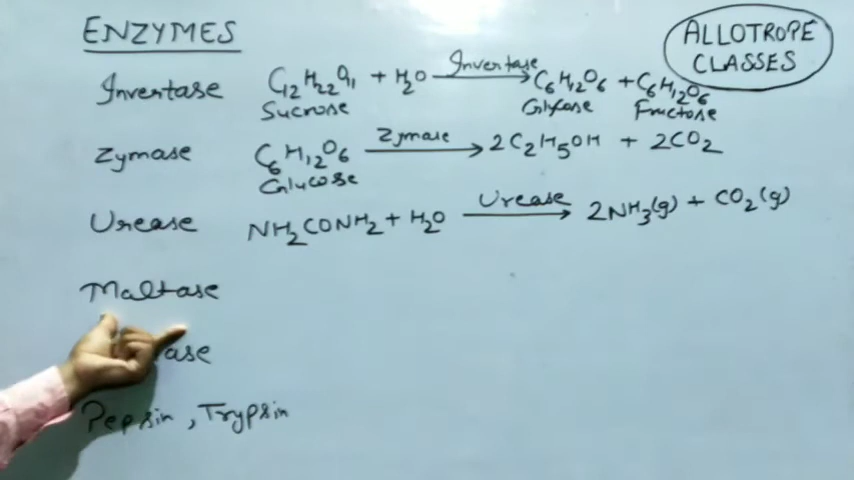 ENZYMES
ALLOTROPE
CLASSES
Invertase C₁₂H₂₂O₁₁ + H₂O Invertase → C₆H₁₂O₆ + C₆H₁₂O₆
Sucrose Glucose Fructose
Zymase C₆H₁₂O₆ Zymase → 2C₂H₅OH + 2CO₂
Glucose
Urease NH₂CONH₂ + H₂O Urease → 2NH₃(g) + CO₂(g)
Maltase
ase
Pepsin, Trypsin